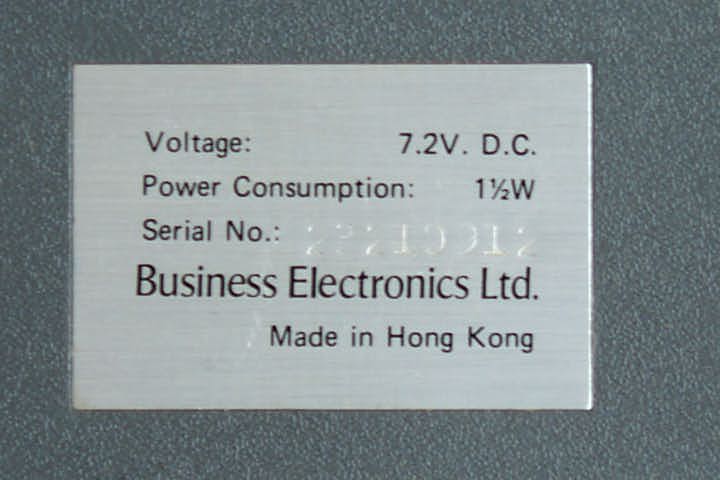 Voltage: 7.2V. D.C.
Power Consumption: 1½W
Serial No.:
Business Electronics Ltd.
Made in Hong Kong